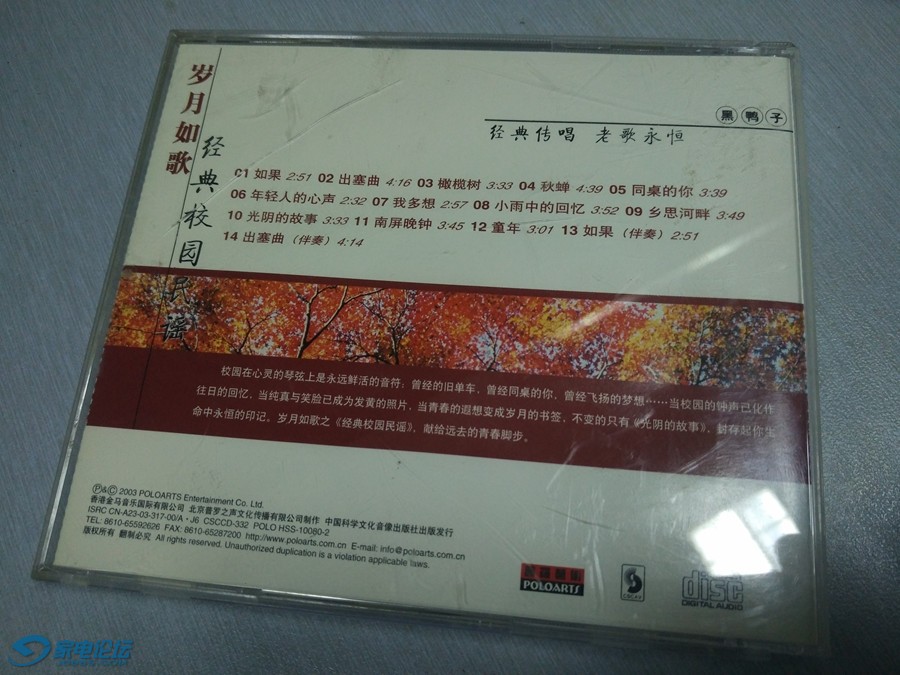 岁月如歌
经典校园民谣
黑鸭子
经典传唱 老歌永恒
01 如果 2:51 02 出塞曲 4:16 03 橄榄树 3:33 04 秋蝉 4:39 05 同桌的你 3:39
06 年轻人的心声 2:32 07 我多想 2:57 08 小雨中的回忆 3:52 09 乡思河畔 3:49
10 光阴的故事 3:33 11 南屏晚钟 3:45 12 童年 3:01 13 如果（伴奏）2:51
14 出塞曲（伴奏）4:14
校园在心灵的琴弦上是永远鲜活的音符：曾经的旧单车、曾经同桌的你、曾经飞扬的梦想……当校园的钟声已化作
往日的回忆，当纯真与笑脸已成为发黄的照片，当青春的遐想变成岁月的书签，不变的只有《光阴的故事》，封存起你生
命中永恒的印记。岁月如歌之《经典校园民谣》，献给远去的青春脚步。
Ⓟ&© 2003 POLOARTS Entertainment Co. Ltd.
香港金马音乐国际有限公司 北京普罗之声文化传播有限公司制作 中国科学文化音像出版社出版发行
ISRC CN-A23-03-317-00/A·J6 CSCCD-332 POLO HSS-10080-2
TEL: 8610-65592626 FAX: 8610-65287200 http://www.poloarts.com.cn E-mail: info@poloarts.com.cn
版权所有 翻制必究 All rights reserved. Unauthorized duplication is a violation applicable laws.
POLOARTS
disc
DIGITAL AUDIO
家电论坛